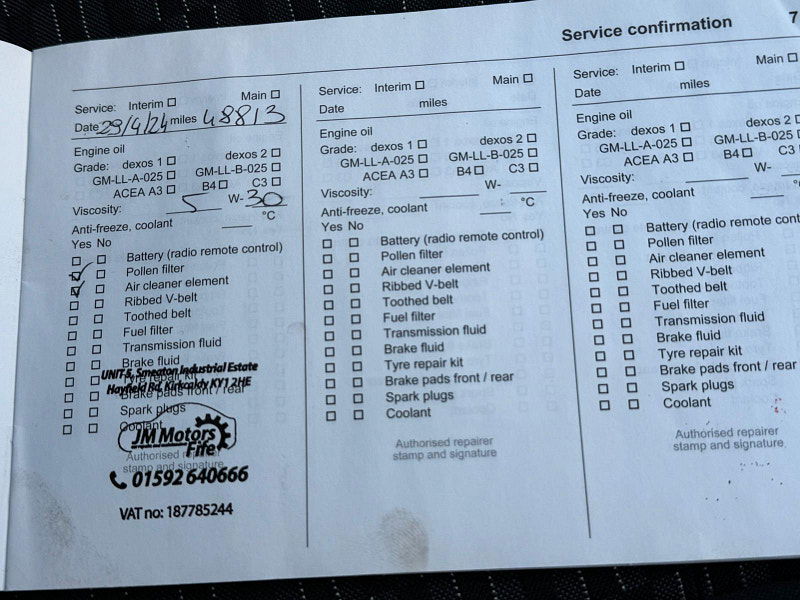 Service confirmation
7
Service: Interim ☐ Main ☐
Date 29/4/24 miles 48813
Engine oil
Grade: dexos 1 ☐ dexos 2 ☐
GM-LL-A-025 ☐ GM-LL-B-025 ☐
ACEA A3 ☐ B4 ☐ C3 ☐
Viscosity: 5 W- 30
Anti-freeze, coolant °C
Yes No
Battery (radio remote control)
Pollen filter
Air cleaner element
Ribbed V-belt
Toothed belt
Fuel filter
Transmission fluid
Brake fluid
Tyre repair kit
Brake pads front / rear
Spark plugs
Coolant
UNIT 5, Smeaton Industrial Estate
Hayfield Rd, Kirkcaldy KY1 2HE
JM Motors
Fife
Authorised repairer
stamp and signature
01592 640666
VAT no: 187785244
Service: Interim ☐ Main ☐
Date miles
Engine oil
Grade: dexos 1 ☐ dexos 2 ☐
GM-LL-A-025 ☐ GM-LL-B-025 ☐
ACEA A3 ☐ B4 ☐ C3 ☐
Viscosity: W-
Anti-freeze, coolant °C
Yes No
Battery (radio remote control)
Pollen filter
Air cleaner element
Ribbed V-belt
Toothed belt
Fuel filter
Transmission fluid
Brake fluid
Tyre repair kit
Brake pads front / rear
Spark plugs
Coolant
Authorised repairer
stamp and signature
Service: Interim ☐ Main ☐
Date miles
Engine oil
Grade: dexos 1 ☐ dexos 2 ☐
GM-LL-A-025 ☐ GM-LL-B-025 ☐
ACEA A3 ☐ B4 ☐ C3
Viscosity: W-
Anti-freeze, coolant °C
Yes No
Battery (radio remote cont
Pollen filter
Air cleaner element
Ribbed V-belt
Toothed belt
Fuel filter
Transmission fluid
Brake fluid
Tyre repair kit
Brake pads front / rear
Spark plugs
Coolant
Authorised repairer
stamp and signature